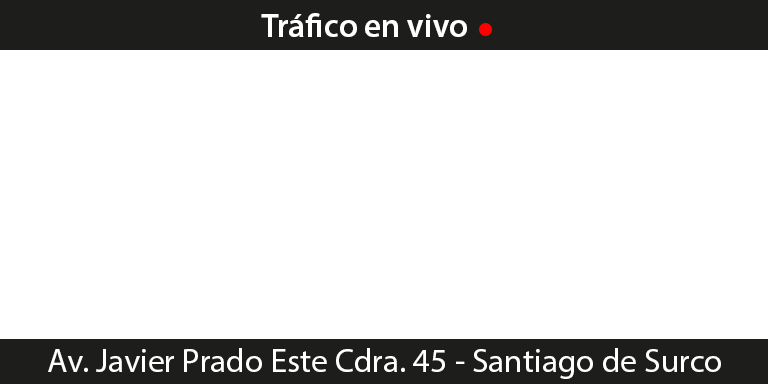 Tráfico en vivo
Av. Javier Prado Este Cdra. 45 - Santiago de Surco